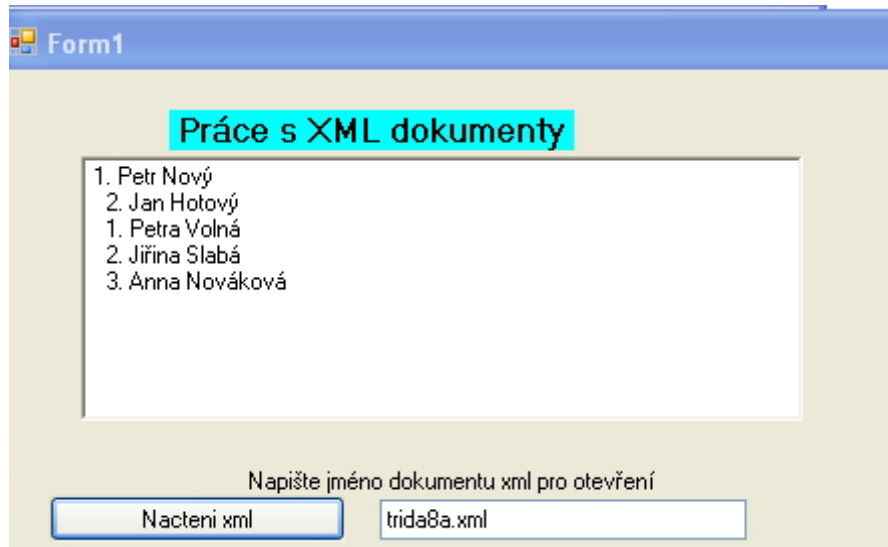 Form1
Práce s XML dokumenty
1. Petr Nový
2. Jan Hotový
1. Petra Volná
2. Jiřina Slabá
3. Anna Nováková
Napište jméno dokumentu xml pro otevření
Nacteni xml
trida8a.xml